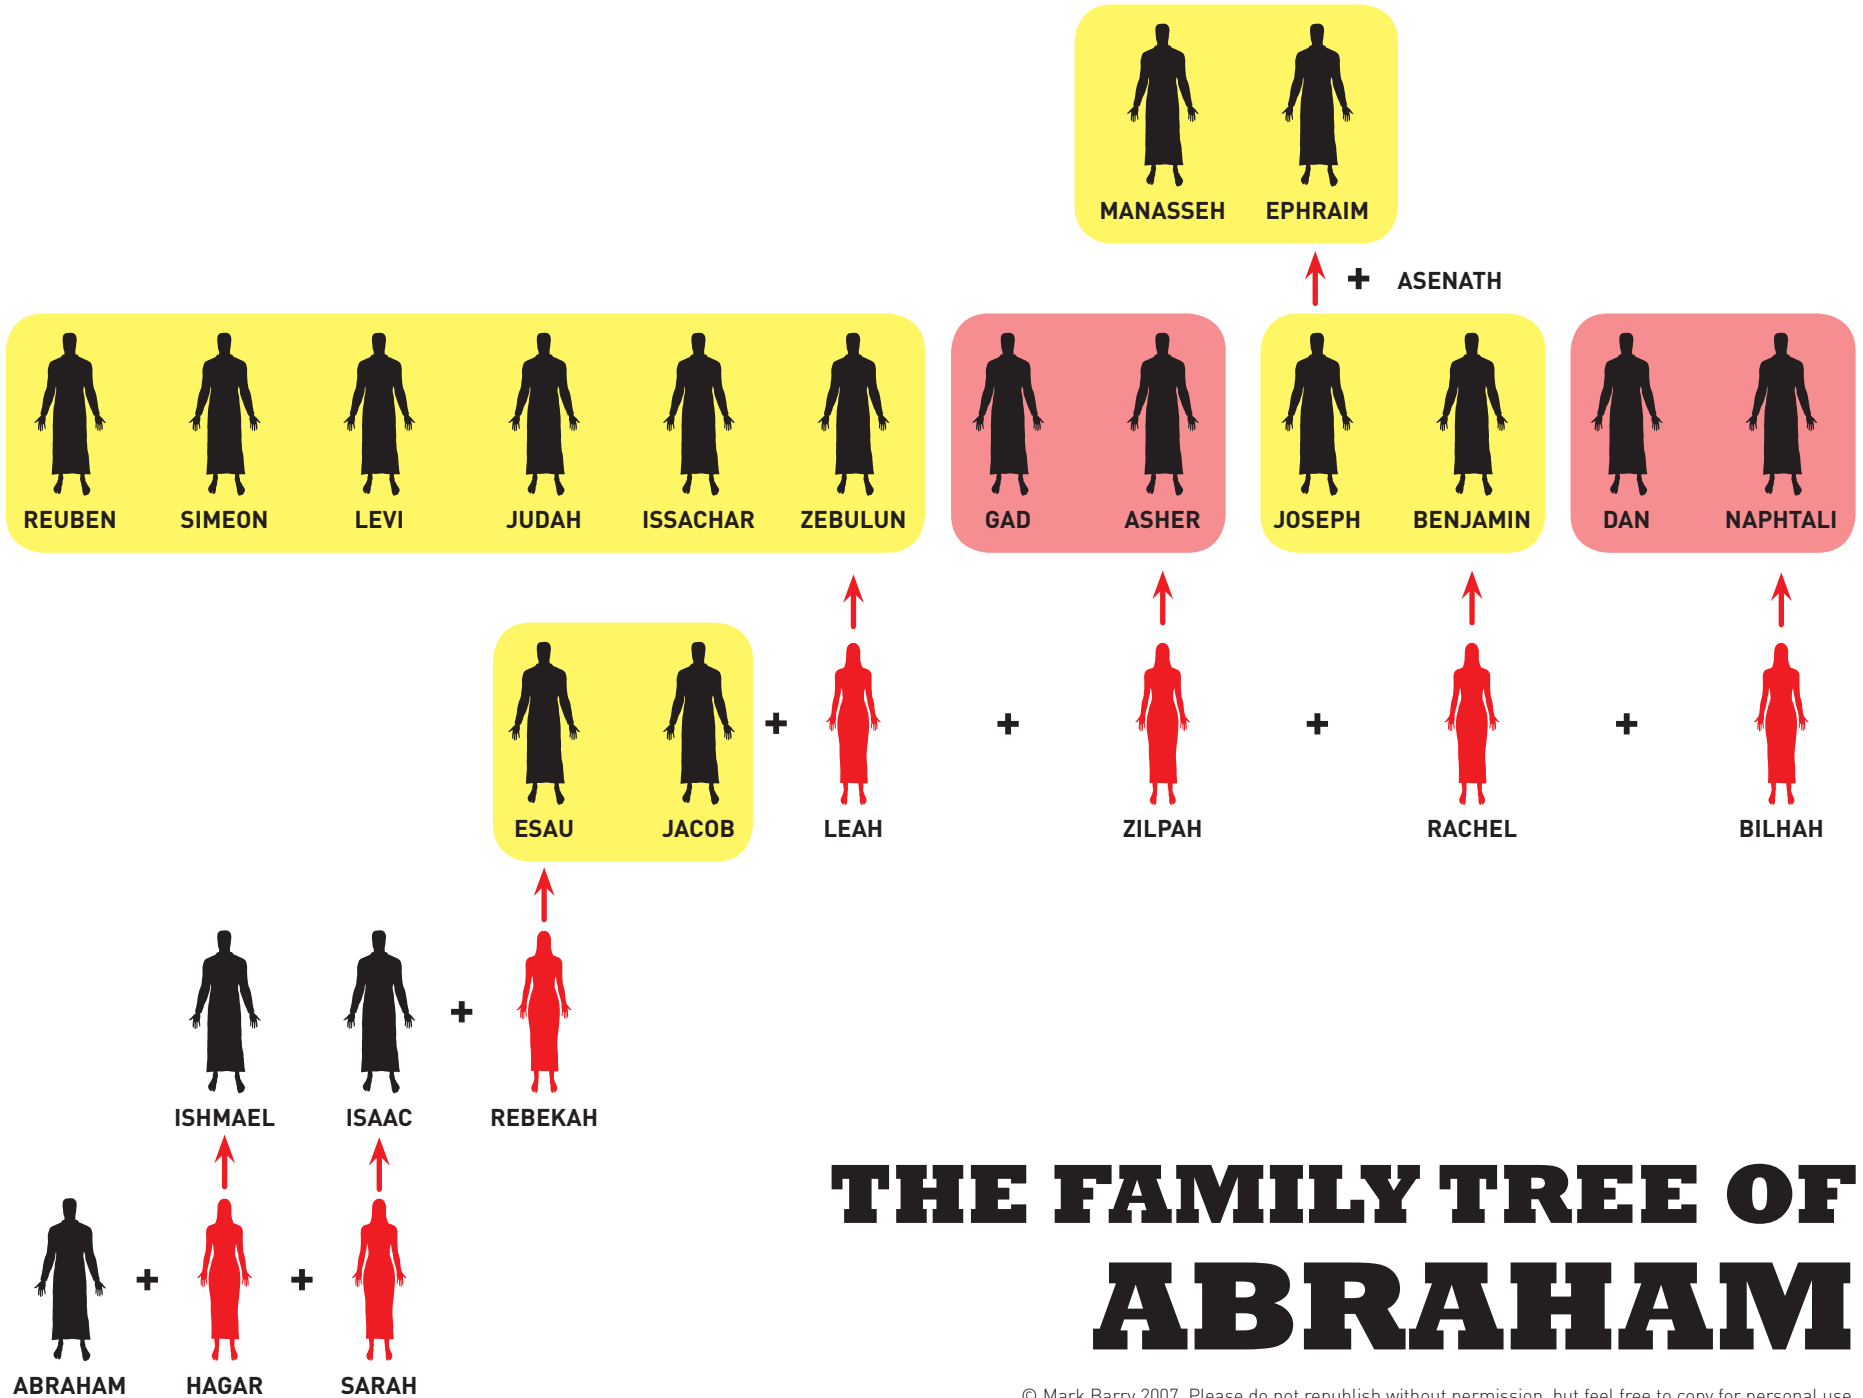 MANASSEH EPHRAIM
+ ASENATH
REUBEN SIMEON LEVI JUDAH ISSACHAR ZEBULUN GAD ASHER JOSEPH BENJAMIN DAN NAPHTALI
+ + + +
ESAU JACOB LEAH ZILPAH RACHEL BILHAH
+
ISHMAEL ISAAC REBEKAH
THE FAMILY TREE OF
ABRAHAM
+ +
ABRAHAM HAGAR SARAH
© Mark Barry 2007. Please do not republish without permission, but feel free to copy for personal use.